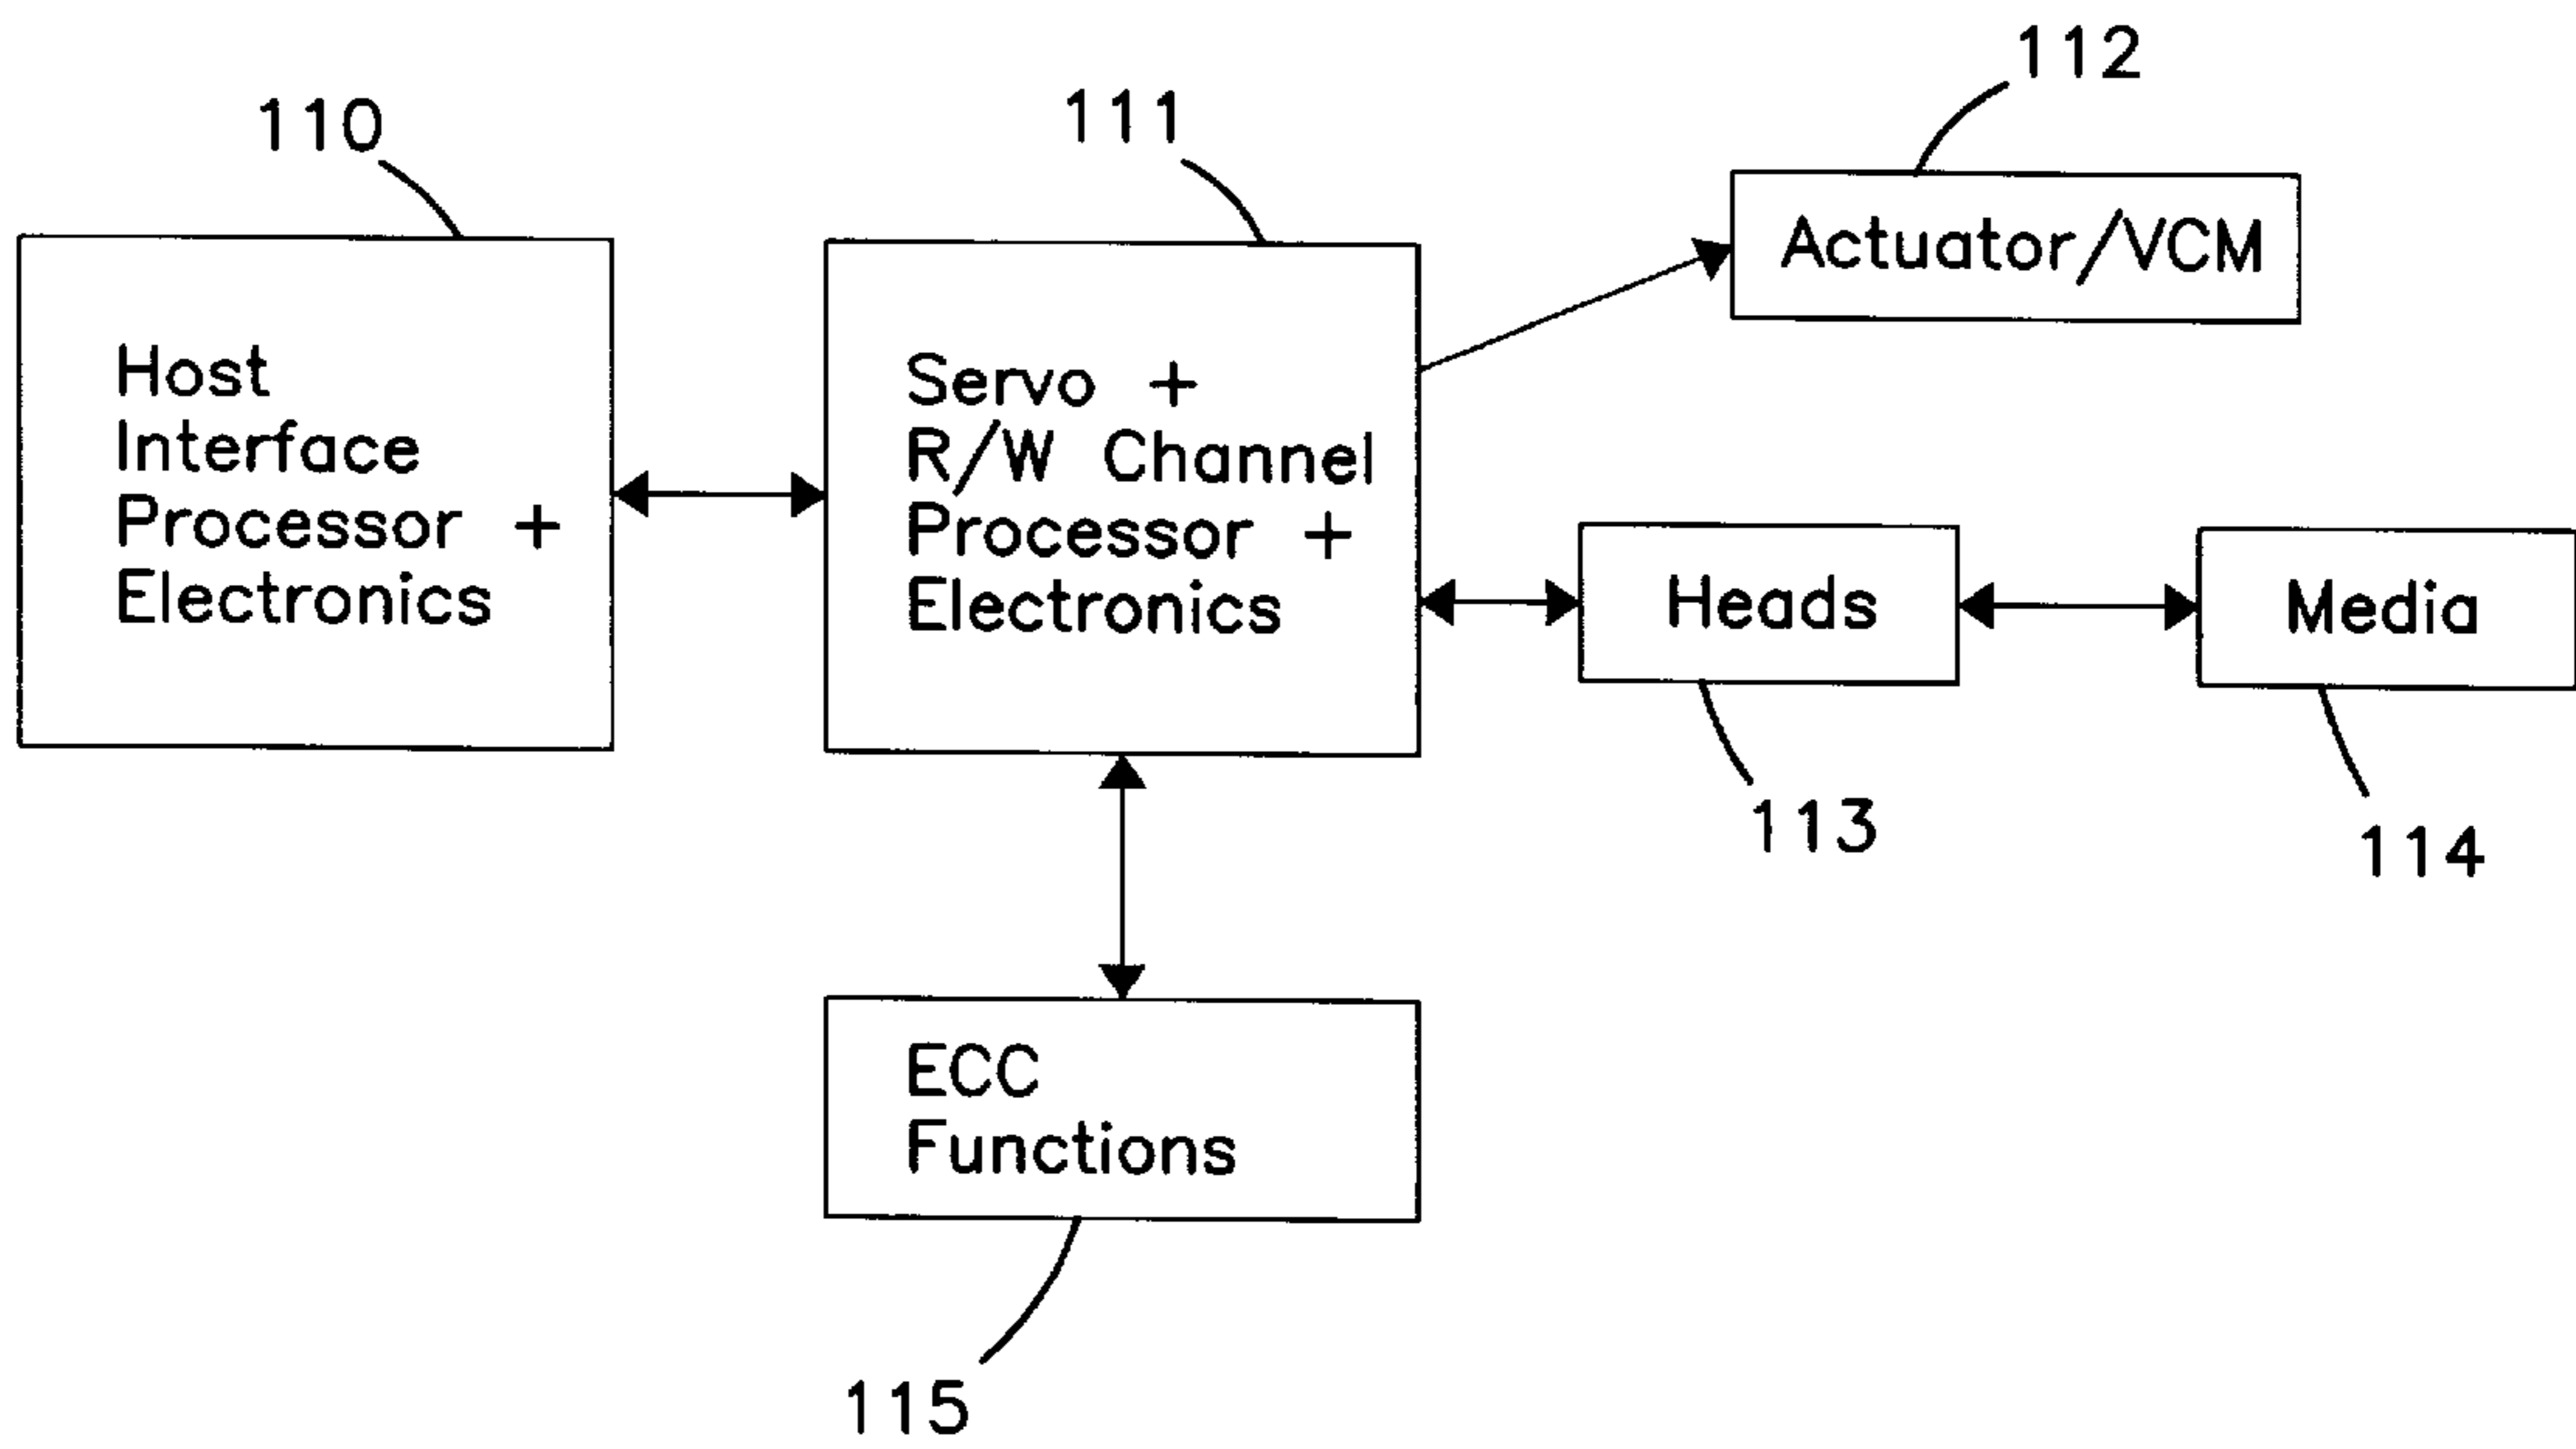 110
111
112
Host
Interface
Processor +
Electronics
Servo +
R/W Channel
Processor +
Electronics
Actuator/VCM
Heads
Media
113
114
ECC
Functions
115